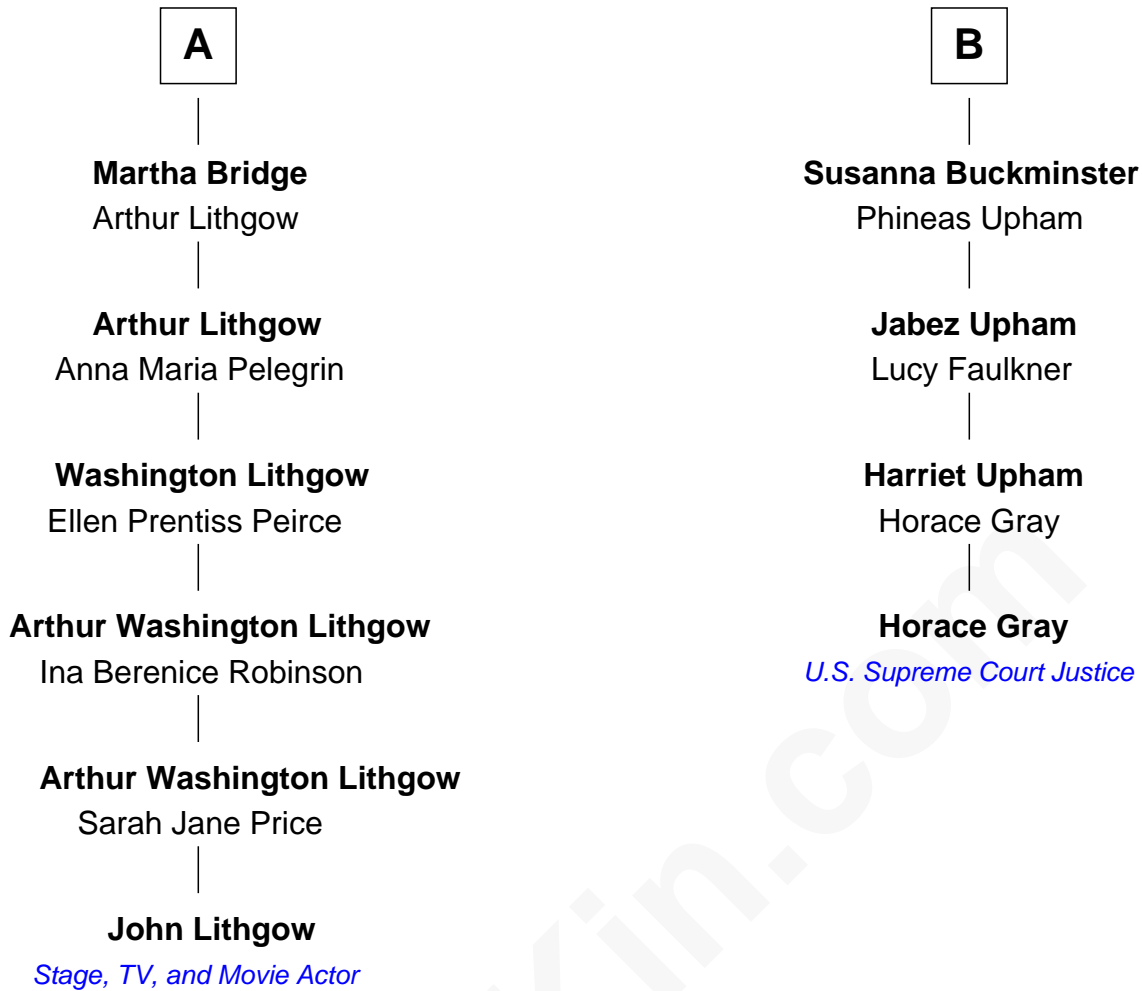 A
Martha Bridge
Arthur Lithgow
Arthur Lithgow
Anna Maria Pelegrin
Washington Lithgow
Ellen Prentiss Peirce
Arthur Washington Lithgow
Ina Berenice Robinson
Arthur Washington Lithgow
Sarah Jane Price
John Lithgow
Stage, TV, and Movie Actor
B
Susanna Buckminster
Phineas Upham
Jabez Upham
Lucy Faulkner
Harriet Upham
Horace Gray
Horace Gray
U.S. Supreme Court Justice
in.com